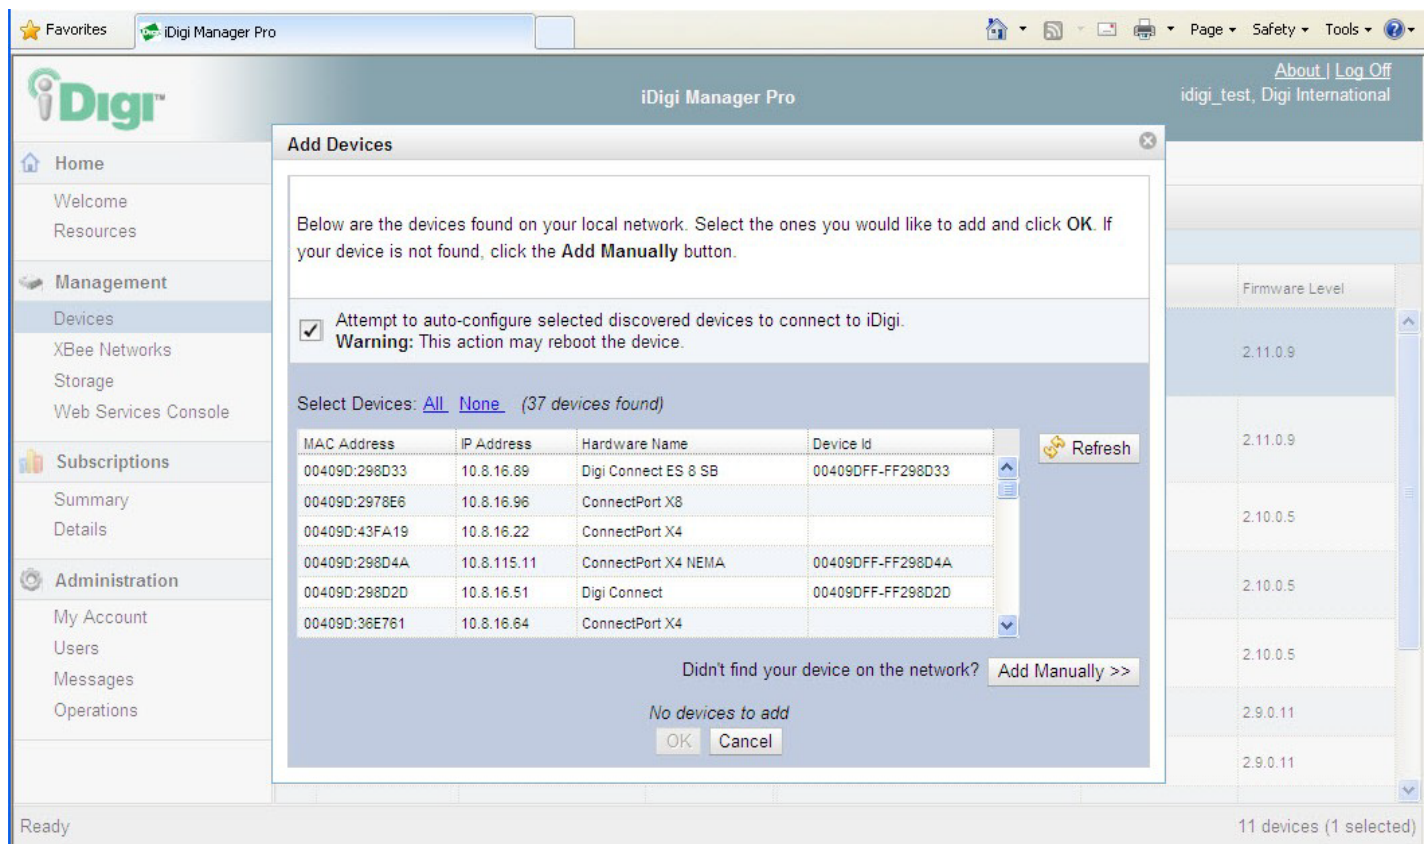 Favorites
iDigi Manager Pro
Page
Safety
Tools
iDigi™
iDigi Manager Pro
About | Log Off
idigi_test, Digi International
Home
Welcome
Resources
Management
Devices
XBee Networks
Storage
Web Services Console
Subscriptions
Summary
Details
Administration
My Account
Users
Messages
Operations
Add Devices
Below are the devices found on your local network. Select the ones you would like to add and click OK. If
your device is not found, click the Add Manually button.
Attempt to auto-configure selected discovered devices to connect to iDigi.
Warning: This action may reboot the device.
Select Devices: All None (37 devices found)
MAC Address IP Address Hardware Name Device Id
00409D:298D33 10.8.16.89 Digi Connect ES 8 SB 00409DFF-FF298D33
00409D:2978E6 10.8.16.96 ConnectPort X8
00409D:43FA19 10.8.16.22 ConnectPort X4
00409D:298D4A 10.8.115.11 ConnectPort X4 NEMA 00409DFF-FF298D4A
00409D:298D2D 10.8.16.51 Digi Connect 00409DFF-FF298D2D
00409D:36E761 10.8.16.64 ConnectPort X4
Refresh
Didn't find your device on the network? Add Manually >>
No devices to add
OK Cancel
Firmware Level
2.11.0.9
2.11.0.9
2.10.0.5
2.10.0.5
2.10.0.5
2.9.0.11
2.9.0.11
Ready
11 devices (1 selected)